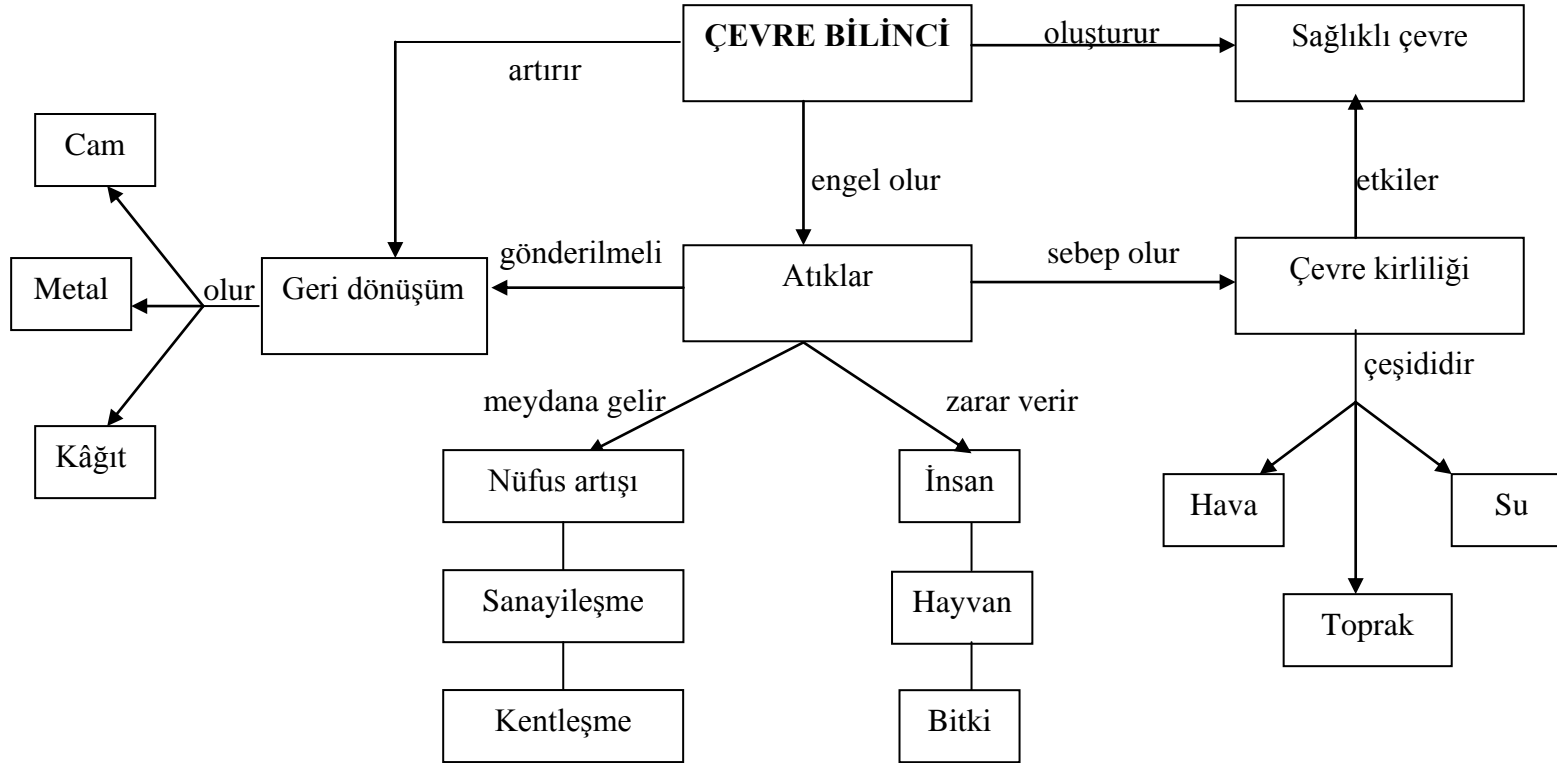 ÇEVRE BİLİNCİ
oluşturur
Sağlıklı çevre
artırır
Cam
engel olur
etkiler
gönderilmeli
sebep olur
Metal
olur
Geri dönüşüm
Atıklar
Çevre kirliliği
çeşididir
meydana gelir
zarar verir
Kâğıt
Nüfus artışı
İnsan
Hava
Su
Sanayileşme
Hayvan
Toprak
Kentleşme
Bitki